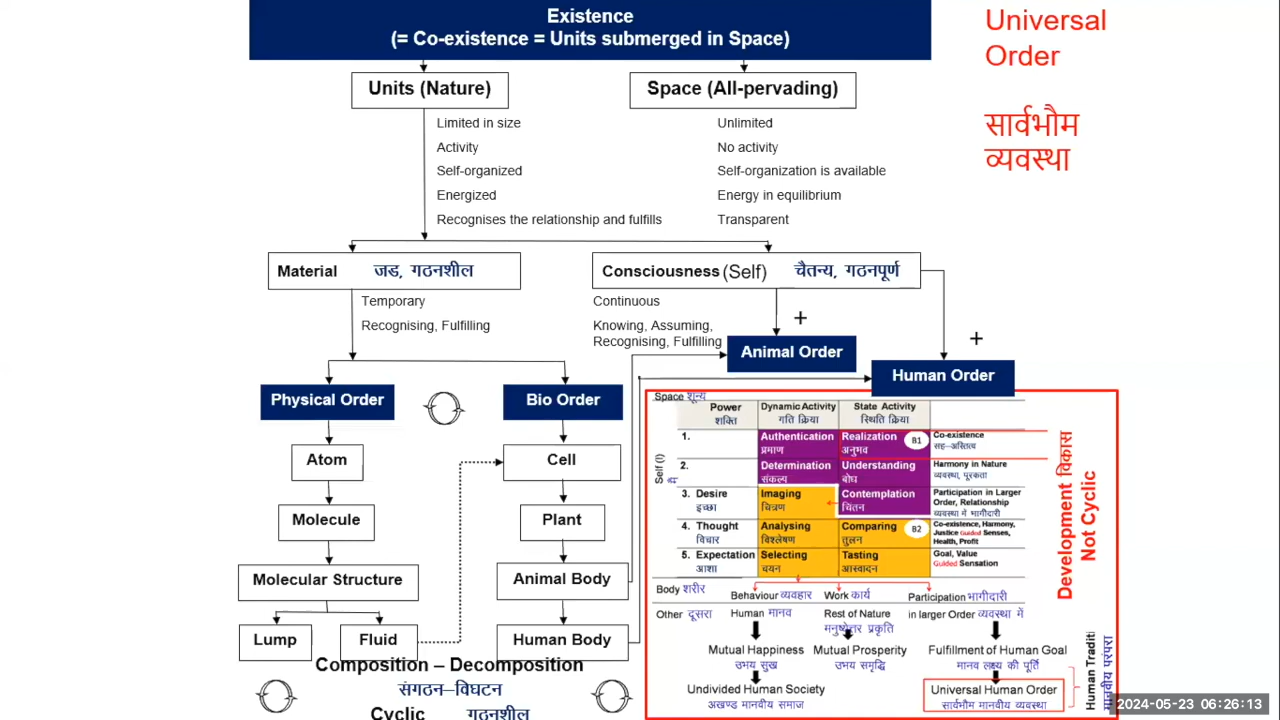 Existence
(= Co-existence = Units submerged in Space)
Universal
Order
सार्वभौम
व्यवस्था
Units (Nature)
Limited in size
Activity
Self-organized
Energized
Recognises the relationship and fulfills
Space (All-pervading)
Unlimited
No activity
Self-organization is available
Energy in equilibrium
Transparent
Material जड, गठनशील
Temporary
Recognising, Fulfilling
Consciousness (Self) चैतन्य, गठनपूर्ण
Continuous
Knowing, Assuming,
Recognising, Fulfilling
+
Animal Order
+
Human Order
Physical Order
Atom
Molecule
Molecular Structure
Lump
Fluid
Bio Order
Cell
Plant
Animal Body
Human Body
Composition – Decomposition
संगठन–विघटन
Cyclic गठनशील
Space शून्य
Power Dynamic Activity State Activity
शक्ति गति क्रिया स्थिति क्रिया
Self (I)
1. Authentication Realization B1 Co-existence
प्रमाण अनुभव सह–अस्तित्व
2. Determination Understanding Harmony in Nature
संकल्प बोध व्यवस्था, पूरकता
3. Desire Imaging Contemplation Participation in Larger
Order, Relationship
इच्छा चित्रण चिंतन व्यवस्था में भागीदारी
4. Thought Analysing Comparing B2 Co-existence, Harmony,
Justice Guided Senses,
विचार विश्लेषण तुलन Health, Profit
5. Expectation Selecting Tasting Goal, Value
आशा चयन आस्वादन Guided Sensation
Body शरीर Behaviour व्यवहार Work कार्य Participation भागीदारी
Other दूसरा Human मानव Rest of Nature in larger Order व्यवस्था में
मनुष्येत्तर प्रकृति
Mutual Happiness Mutual Prosperity Fulfillment of Human Goal
उभय सुख उभय समृद्धि मानव लक्ष्य की पूर्ति
Undivided Human Society Universal Human Order
अखण्ड मानवीय समाज सार्वभौम मानवीय व्यवस्था
Development विकास
Not Cyclic
Human Traditi
मानवीय परंपरा
2024-05-23 06:26:13